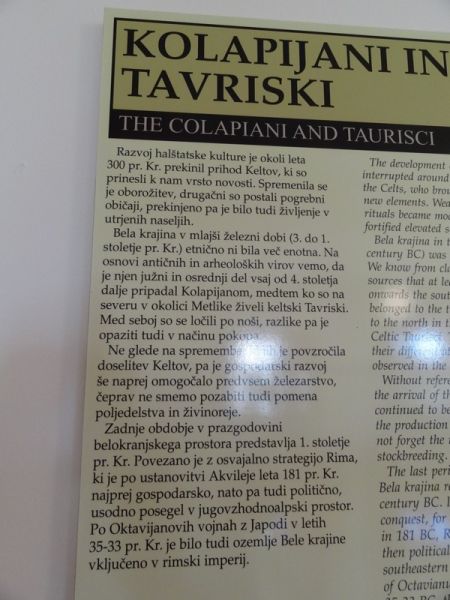 KOLAPIJANI IN
TAVRISKI
THE COLAPIANI AND TAURISCI
Razvoj halštatske kulture je okoli leta
300 pr. Kr. prekinil prihod Keltov, ki so
prinesli k nam vrsto novosti. Spremenila se
je oborožitev, drugačni so postali pogrebni
običaji, prekinjeno pa je bilo tudi življenje v
utrjenih naseljih.
Bela krajina v mlajši železni dobi (3. do 1.
stoletje pr. Kr.) etnično ni bila več enotna. Na
osnovi antičnih in arheoloških virov vemo, da
je njen južni in osrednji del vsaj od 4. stoletja
dalje pripadal Kolapijanom, medtem ko so na
severu v okolici Metlike živeli keltski Tavriski.
Med seboj so se ločili po noši, razlike pa je
opaziti tudi v načinu pokopa.
Ne glede na spremembe, je povzročila
doselitev Keltov, pa je gospodarski razvoj
še naprej omogočalo predvsem železarstvo,
čeprav ne smemo pozabiti tudi pomena
poljedelstva in živinoreje.
Zadnje obdobje v prazgodovini
belokranjskega prostora predstavlja 1. stoletje
pr. Kr. Povezano je z osvajalno strategijo Rima,
ki je po ustanovitvi Akvileje leta 181 pr. Kr.
najprej gospodarsko, nato pa tudi politično,
usodno posegel v jugovzhodnoalpski prostor.
Po Oktavijanovih vojnah z Japodi v letih
35-33 pr. Kr. je bilo tudi ozemlje Bele krajine
vključeno v rimski imperij.
The development
interrupted around
the Celts, who brou
new elements. Wea
rituals became mo
fortified elevated s
Bela krajina in t
century BC) was
We know from cla
sources that at lea
onwards the sout
belonged to the
to the north in t
Celtic Taurisci
their different
observed in the
Without refere
the arrival of th
continued to be
the production
not forget the
stockbreeding.
The last peri
Bela krajina re
century BC. I
conquest, for
in 181 BC, R
then political
southeastern
of Octavianu
35-33 BC